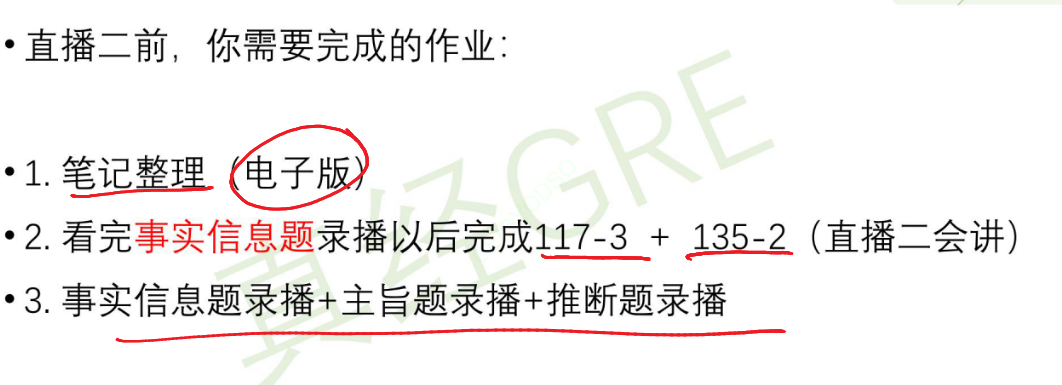 • 直播二前，你需要完成的作业：
• 1. 笔记整理（电子版）
• 2. 看完事实信息题录播以后完成117-3 + 135-2（直播二会讲）
• 3. 事实信息题录播+主旨题录播+推断题录播
真经GRE